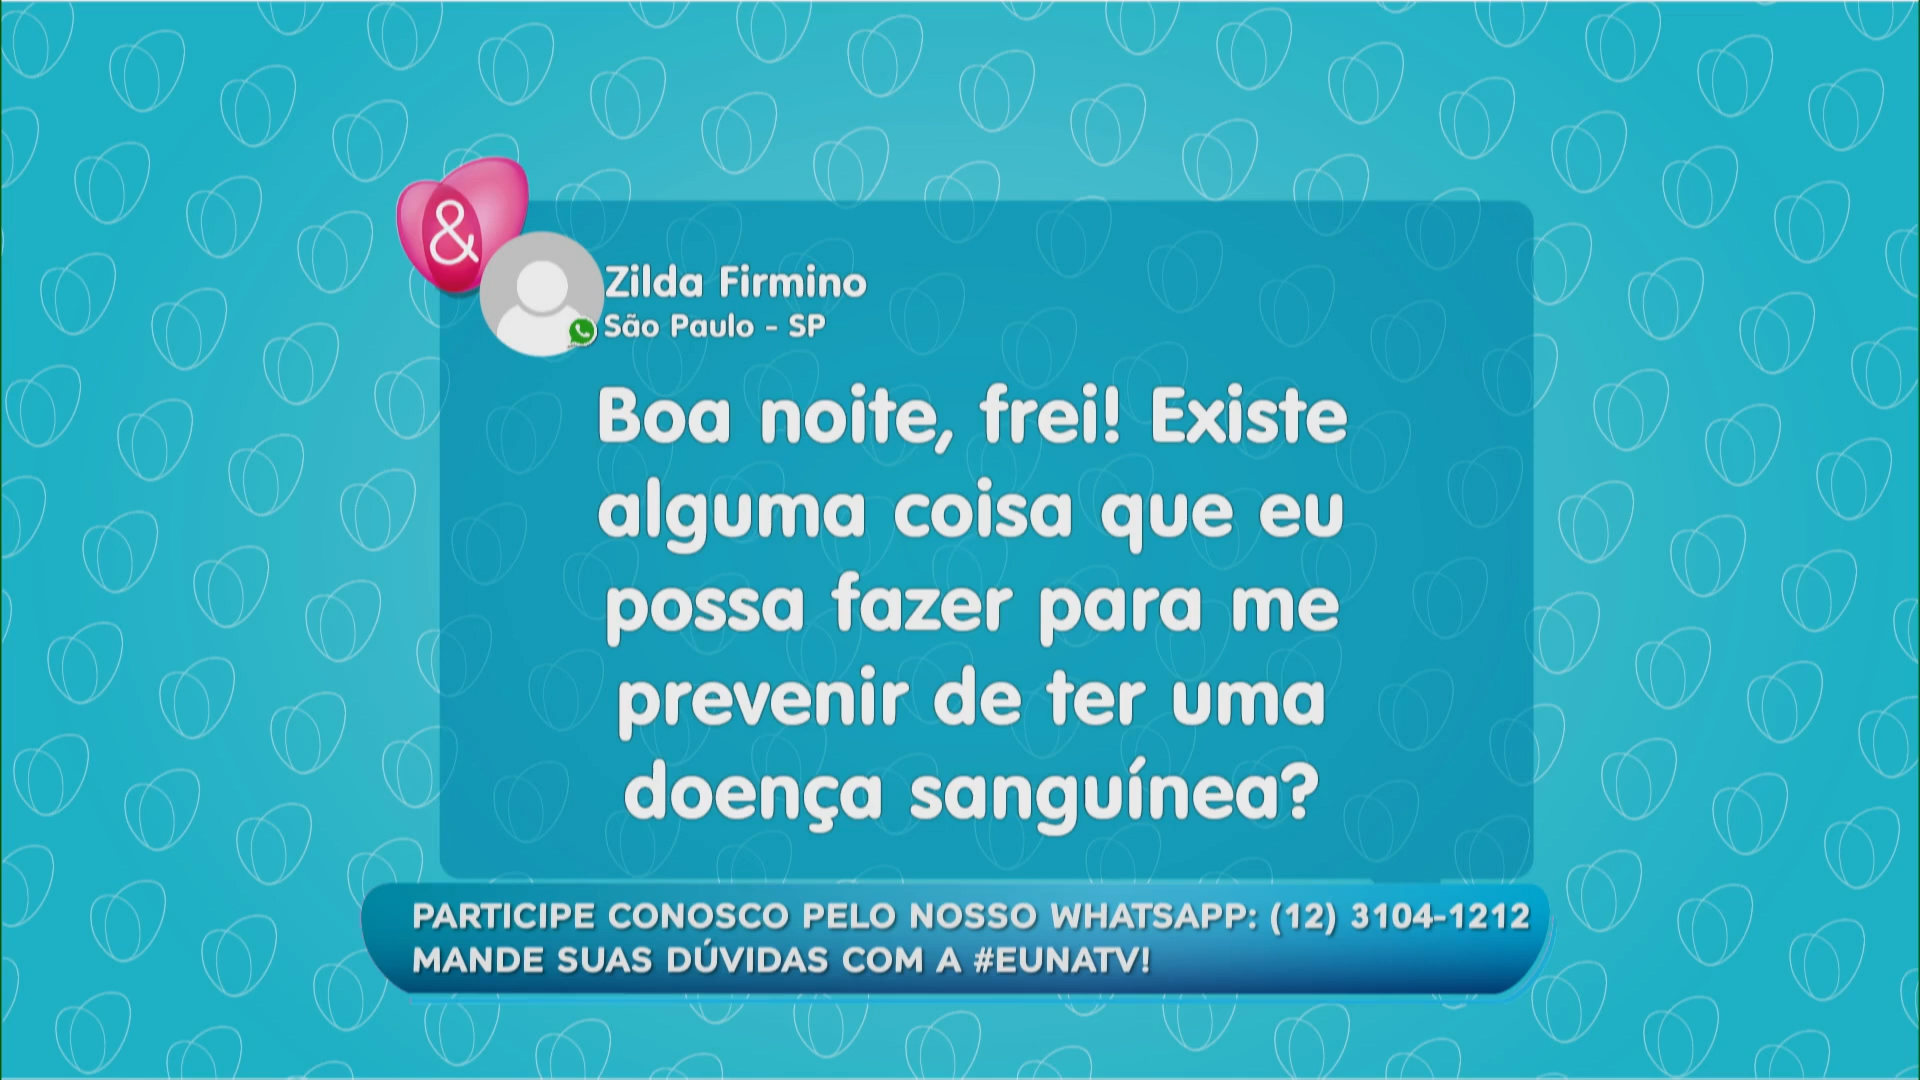 &
Zilda Firmino
São Paulo - SP
Boa noite, frei! Existe
alguma coisa que eu
possa fazer para me
prevenir de ter uma
doença sanguínea?
PARTICIPE CONOSCO PELO NOSSO WHATSAPP: (12) 3104-1212
MANDE SUAS DÚVIDAS COM A #EUNATV!